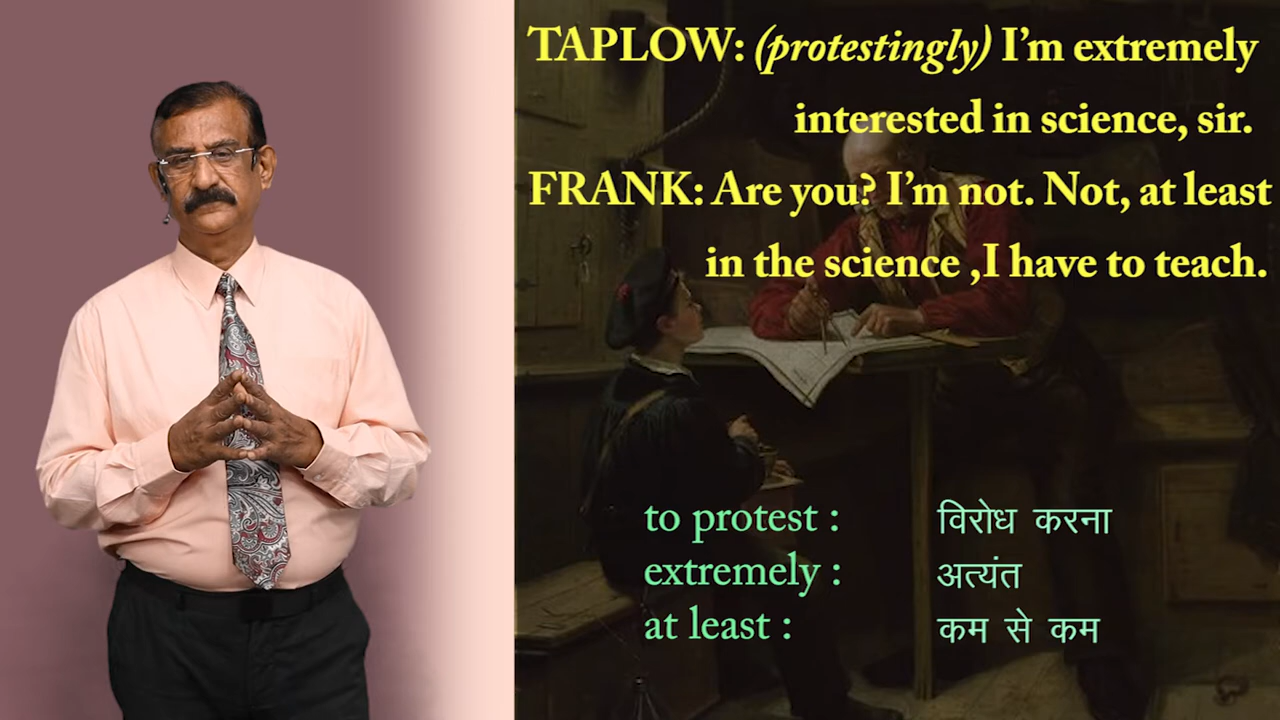 TAPLOW: (protestingly) I’m extremely
interested in science, sir.
FRANK: Are you? I’m not. Not, at least
in the science ,I have to teach.
to protest : विरोध करना
extremely : अत्यंत
at least : कम से कम